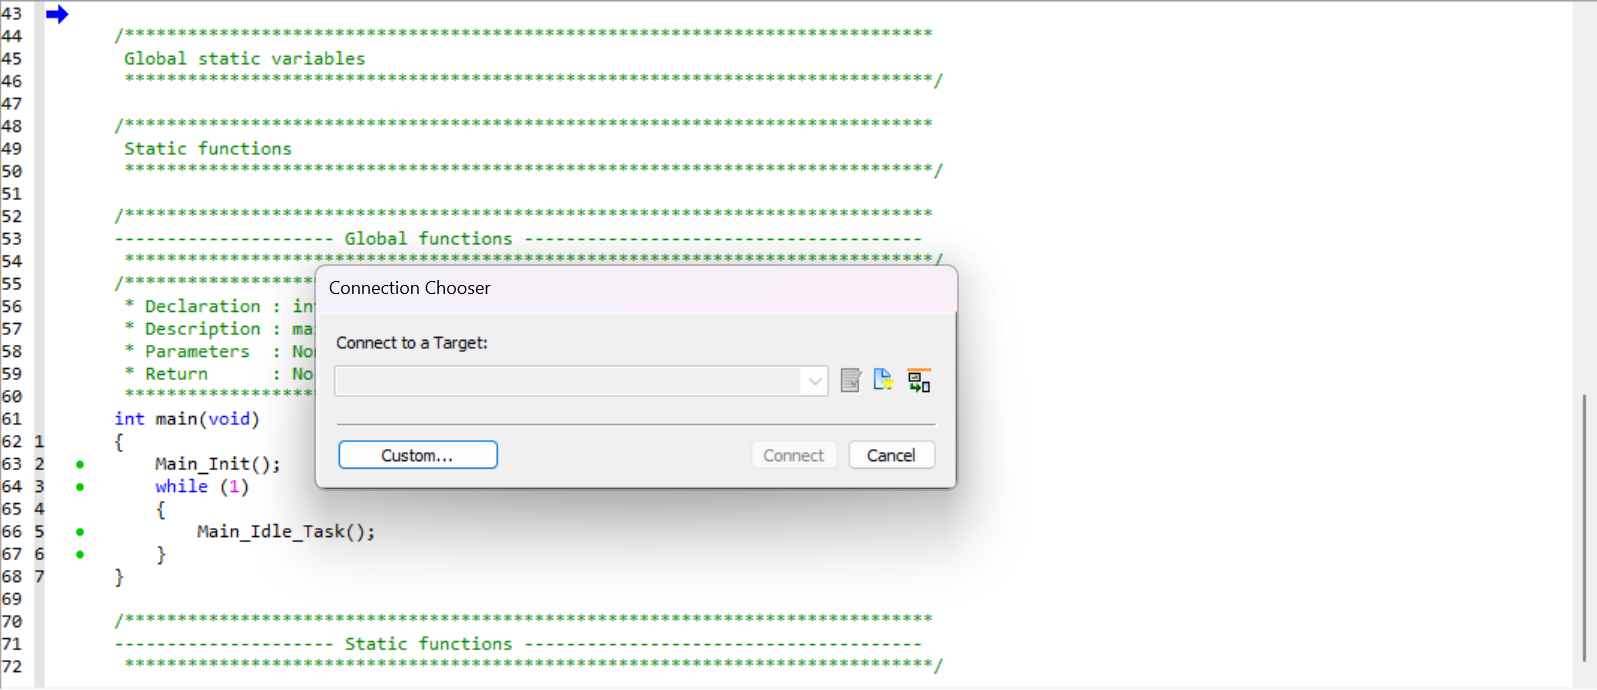 43
44 /*****************************************************************************
45 Global static variables
46 *****************************************************************************/
47
48 /*****************************************************************************
49 Static functions
50 *****************************************************************************/
51
52 /*****************************************************************************
53 --------------------- Global functions --------------------------------------
54 *****************************************************************************/
55 /*******************
56 * Declaration : in
57 * Description : ma
58 * Parameters : No
59 * Return : No
60 *******************
61 int main(void)
62 1 {
63 2 Main_Init();
64 3 while (1)
65 4 {
66 5 Main_Idle_Task();
67 6 }
68 7 }
69
70 /*****************************************************************************
71 --------------------- Static functions --------------------------------------
72 *****************************************************************************/
Connection Chooser
Connect to a Target:
Custom...
Connect
Cancel